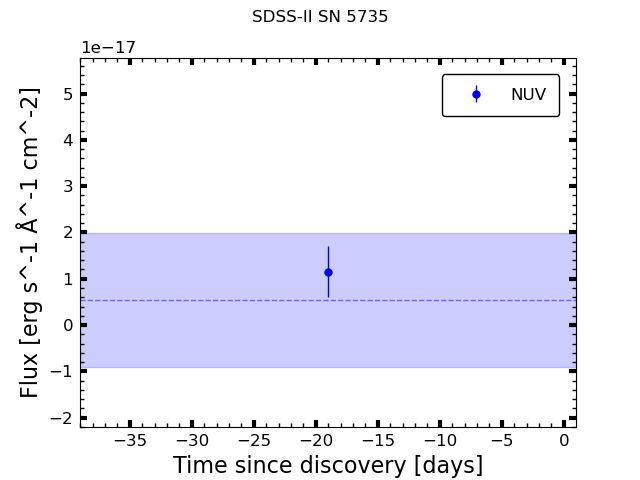 SDSS-II SN 5735
1e−17
NUV
5
4
3
2
1
0
−1
−2
Flux [erg s^-1 Å^-1 cm^-2]
−35 −30 −25 −20 −15 −10 −5 0
Time since discovery [days]